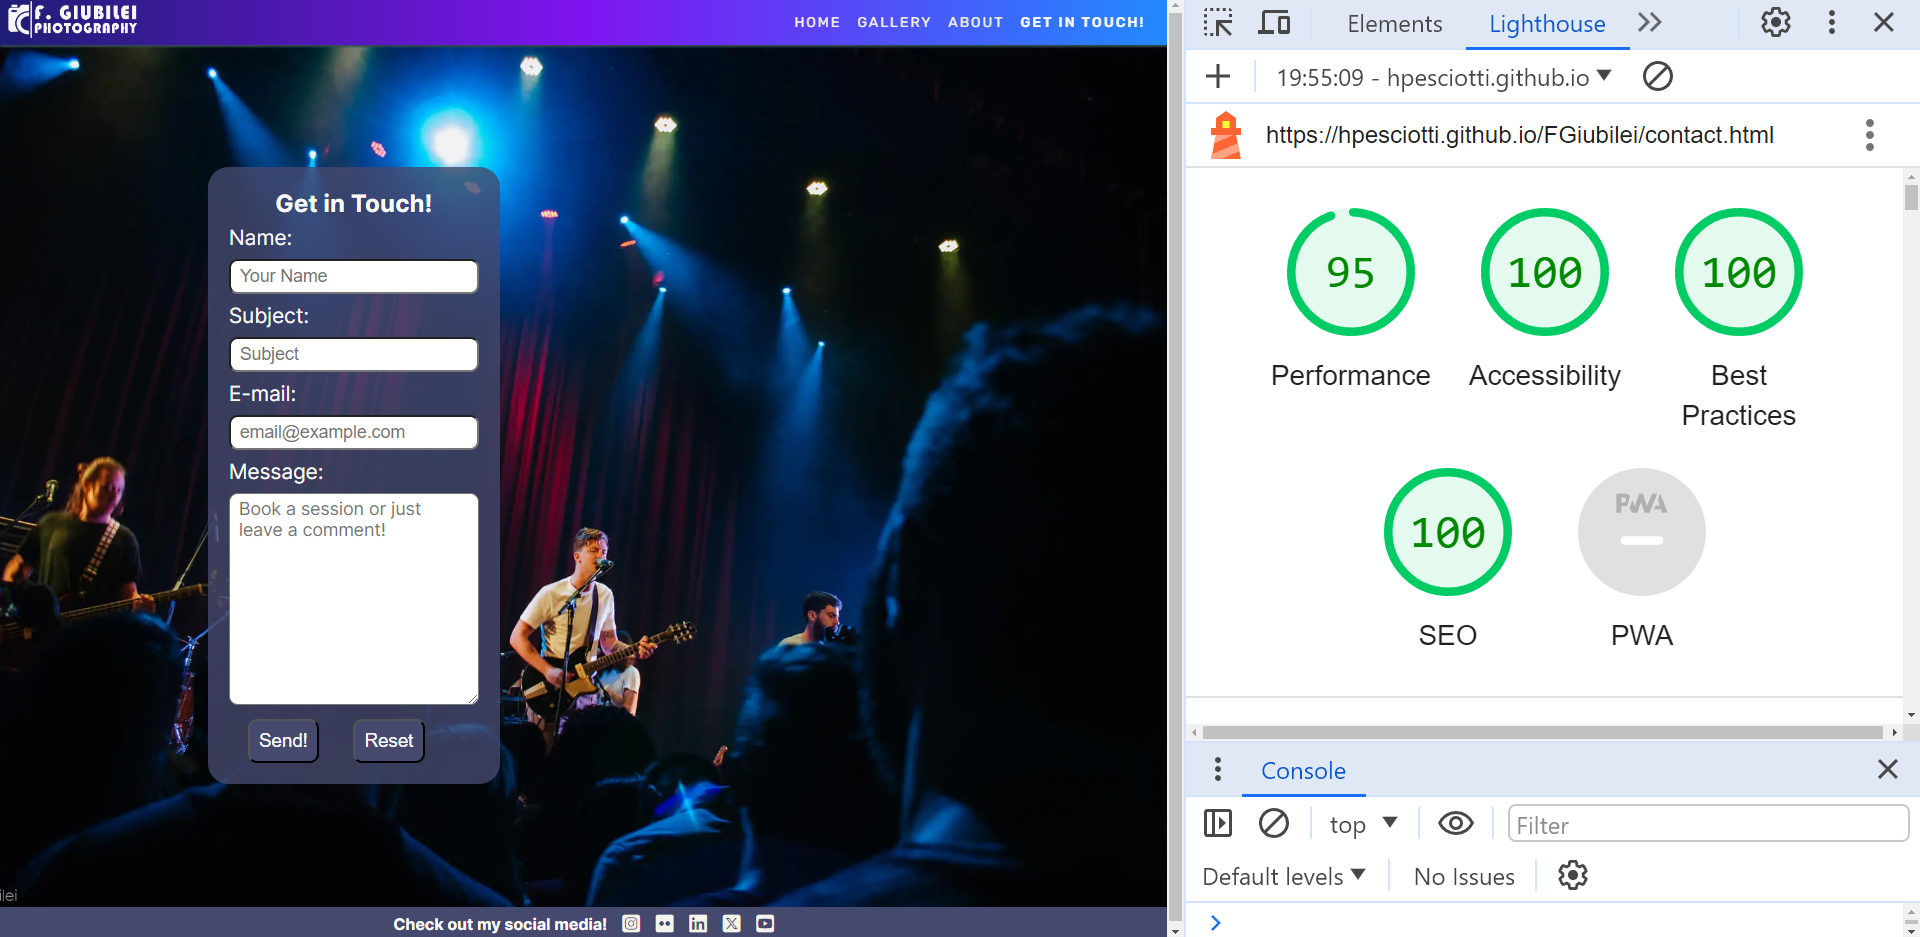 F. GIUBILEI
PHOTOGRAPHY
HOME GALLERY ABOUT GET IN TOUCH!
Get in Touch!
Name:
Your Name
Subject:
Subject
E-mail:
email@example.com
Message:
Book a session or just
leave a comment!
Send! Reset
ilei
Check out my social media!
Elements Lighthouse
19:55:09 - hpesciotti.github.io
https://hpesciotti.github.io/FGiubilei/contact.html
95 100 100
Performance Accessibility Best
Practices
100 PWA
SEO PWA
Console
top Filter
Default levels No Issues